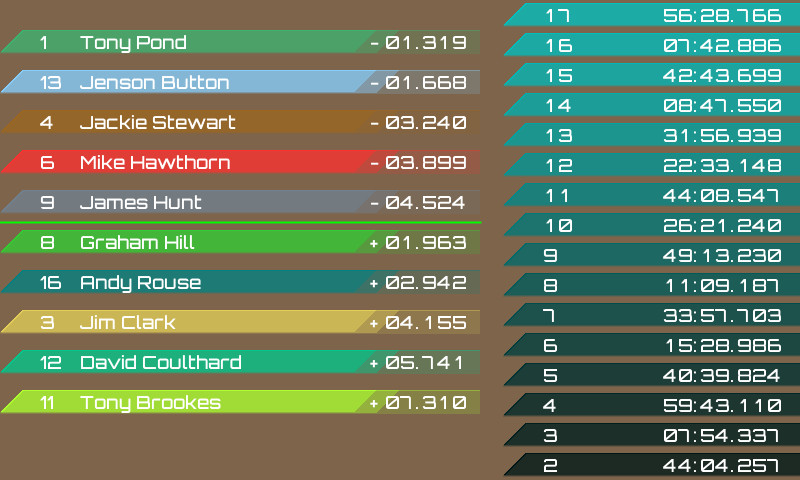 1 Tony Pond - 01.319
13 Jenson Button - 01.668
4 Jackie Stewart - 03.240
6 Mike Hawthorn - 03.899
9 James Hunt - 04.524
8 Graham Hill + 01.963
16 Andy Rouse + 02.942
3 Jim Clark + 04.155
12 David Coulthard + 05.741
11 Tony Brookes + 07.310
17 56:28.766
16 07:42.886
15 42:43.699
14 08:47.550
13 31:56.939
12 22:33.148
11 44:08.547
10 26:21.240
9 49:13.230
8 11:09.187
7 33:57.703
6 15:28.986
5 40:39.824
4 59:43.110
3 07:54.337
2 44:04.257